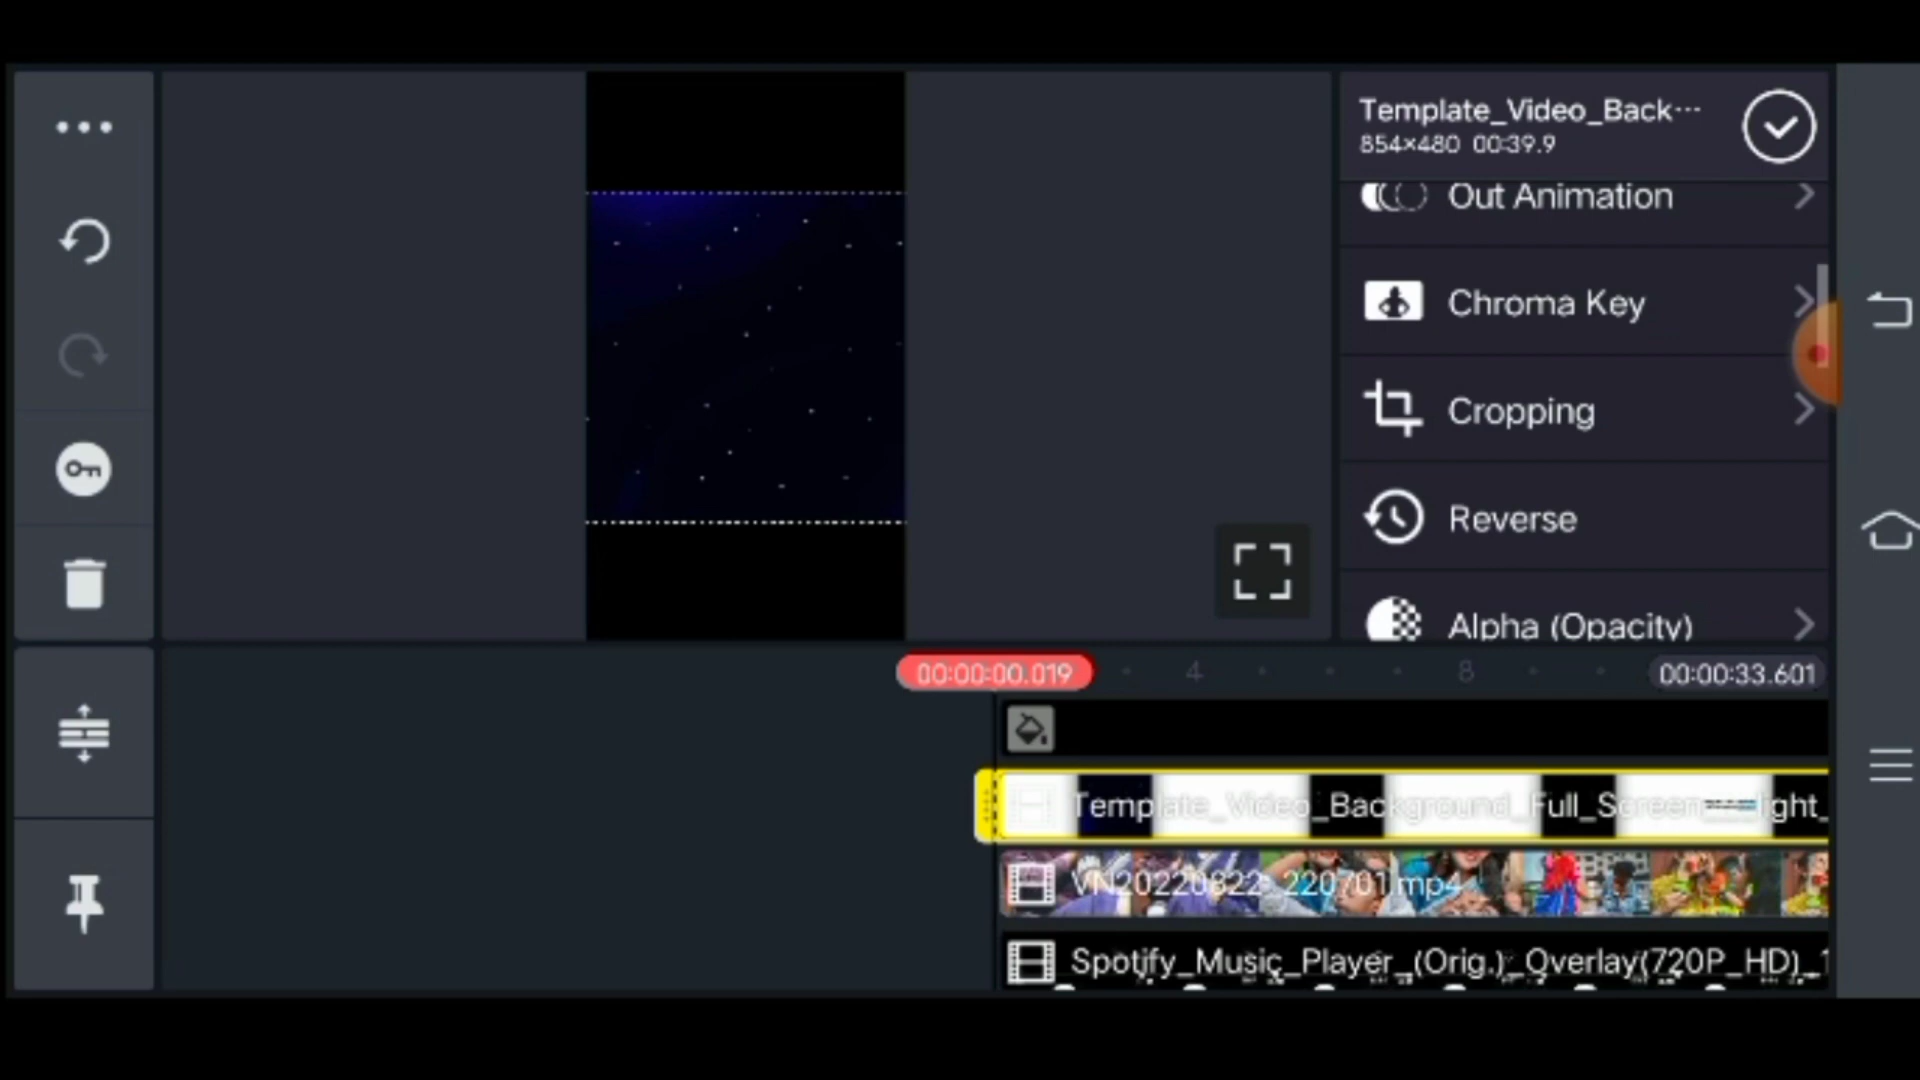 Template_Video_Back···
854×480 00:39.9
Out Animation
Chroma Key
Cropping
Reverse
Alpha (Opacity)
00:00:00.019
4
8
00:00:33.601
VN20220822_220701.mp4
Spotify_Music_Player_(Orig.)_Overlay(720P_HD)_1